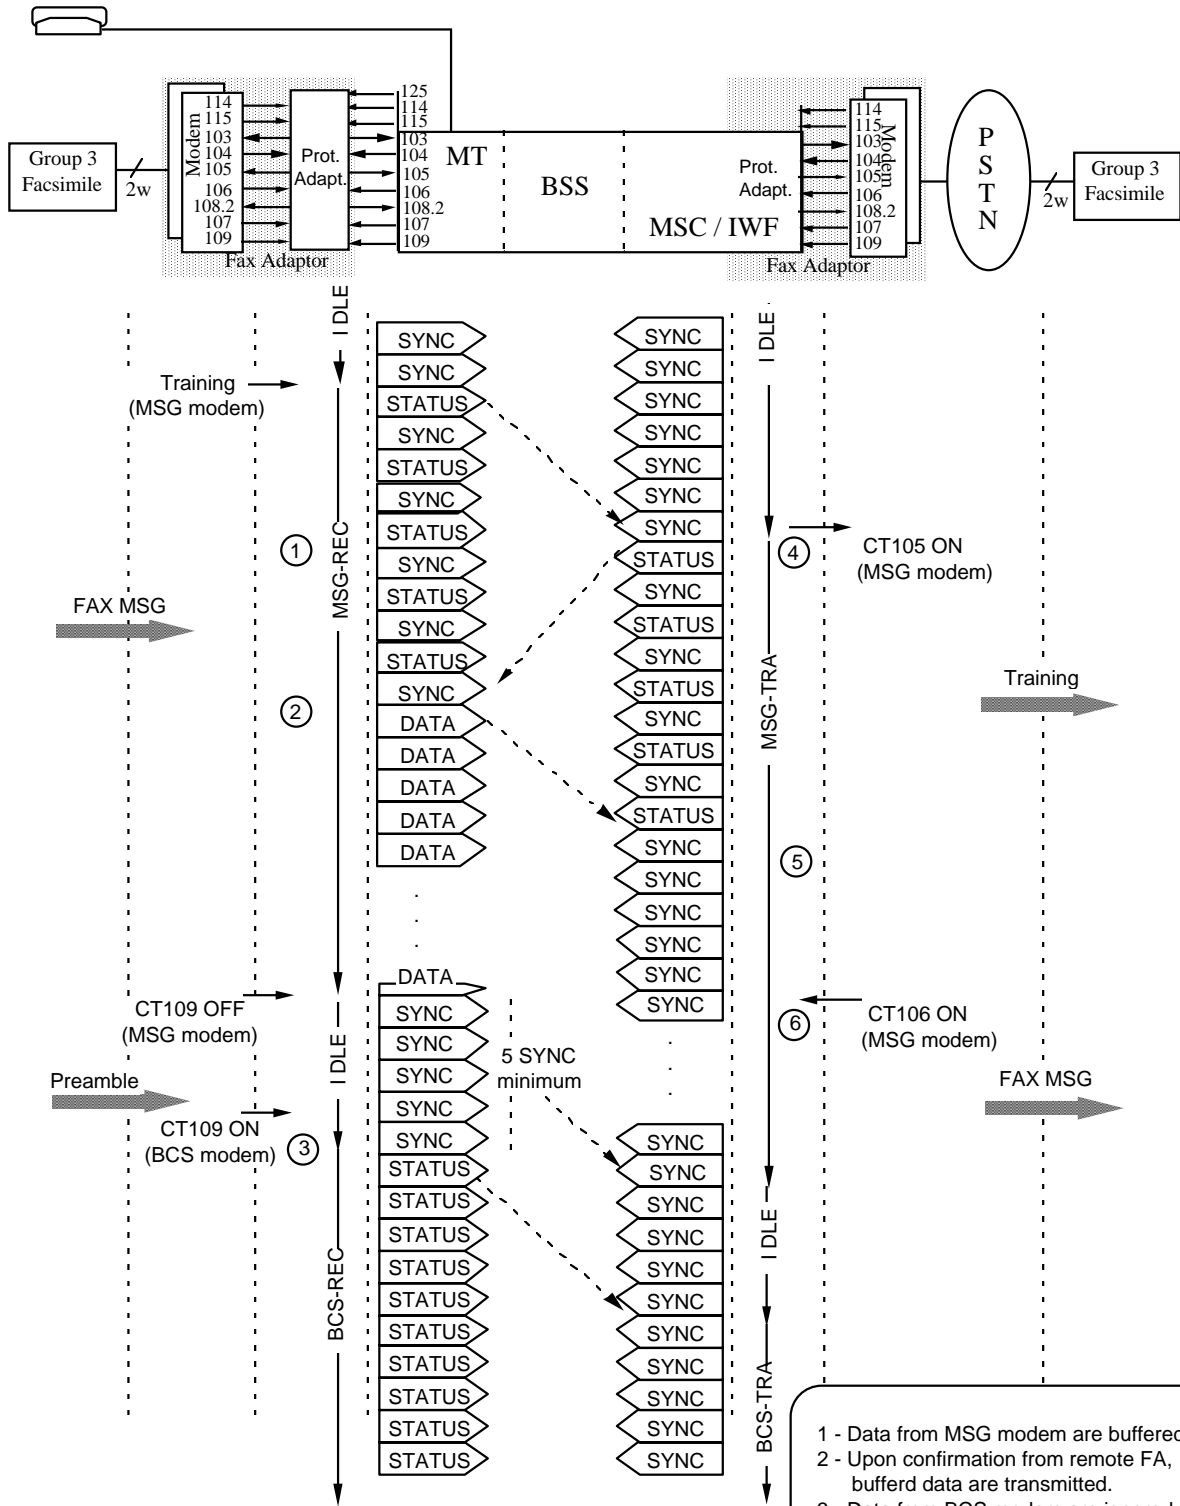 125
114
115
103
104
105
106
108.2
107
109
Modem
Group 3
Facsimile
2w
Prot.
Adapt.
Fax Adaptor
125
114
115
103
104
105
106
108.2
107
109
MT
BSS
MSC / IWF
Prot.
Adapt.
114
115
103
104
105
106
108.2
107
109
Modem
Fax Adaptor
P
S
T
N
2w
Group 3
Facsimile
I DLE
MSG-REC
I DLE
BCS-REC
Training
(MSG modem)
1
FAX MSG
2
CT109 OFF
(MSG modem)
Preamble
CT109 ON
(BCS modem)
3
SYNC
SYNC
STATUS
SYNC
STATUS
SYNC
STATUS
SYNC
STATUS
SYNC
STATUS
SYNC
DATA
DATA
DATA
DATA
DATA
.
.
.
DATA
SYNC
SYNC
SYNC
SYNC
SYNC
STATUS
STATUS
STATUS
STATUS
STATUS
STATUS
STATUS
STATUS
STATUS
STATUS
5 SYNC
minimum
SYNC
SYNC
SYNC
SYNC
SYNC
SYNC
SYNC
STATUS
SYNC
STATUS
SYNC
STATUS
SYNC
STATUS
SYNC
STATUS
SYNC
SYNC
SYNC
SYNC
SYNC
SYNC
.
.
.
SYNC
SYNC
SYNC
SYNC
SYNC
SYNC
SYNC
SYNC
SYNC
SYNC
SYNC
I DLE
MSG-TRA
I DLE
BCS-TRA
4
CT105 ON
(MSG modem)
Training
5
6
CT106 ON
(MSG modem)
FAX MSG
1 - Data from MSG modem are buffered
2 - Upon confirmation from remote FA,
bufferd data are transmitted.